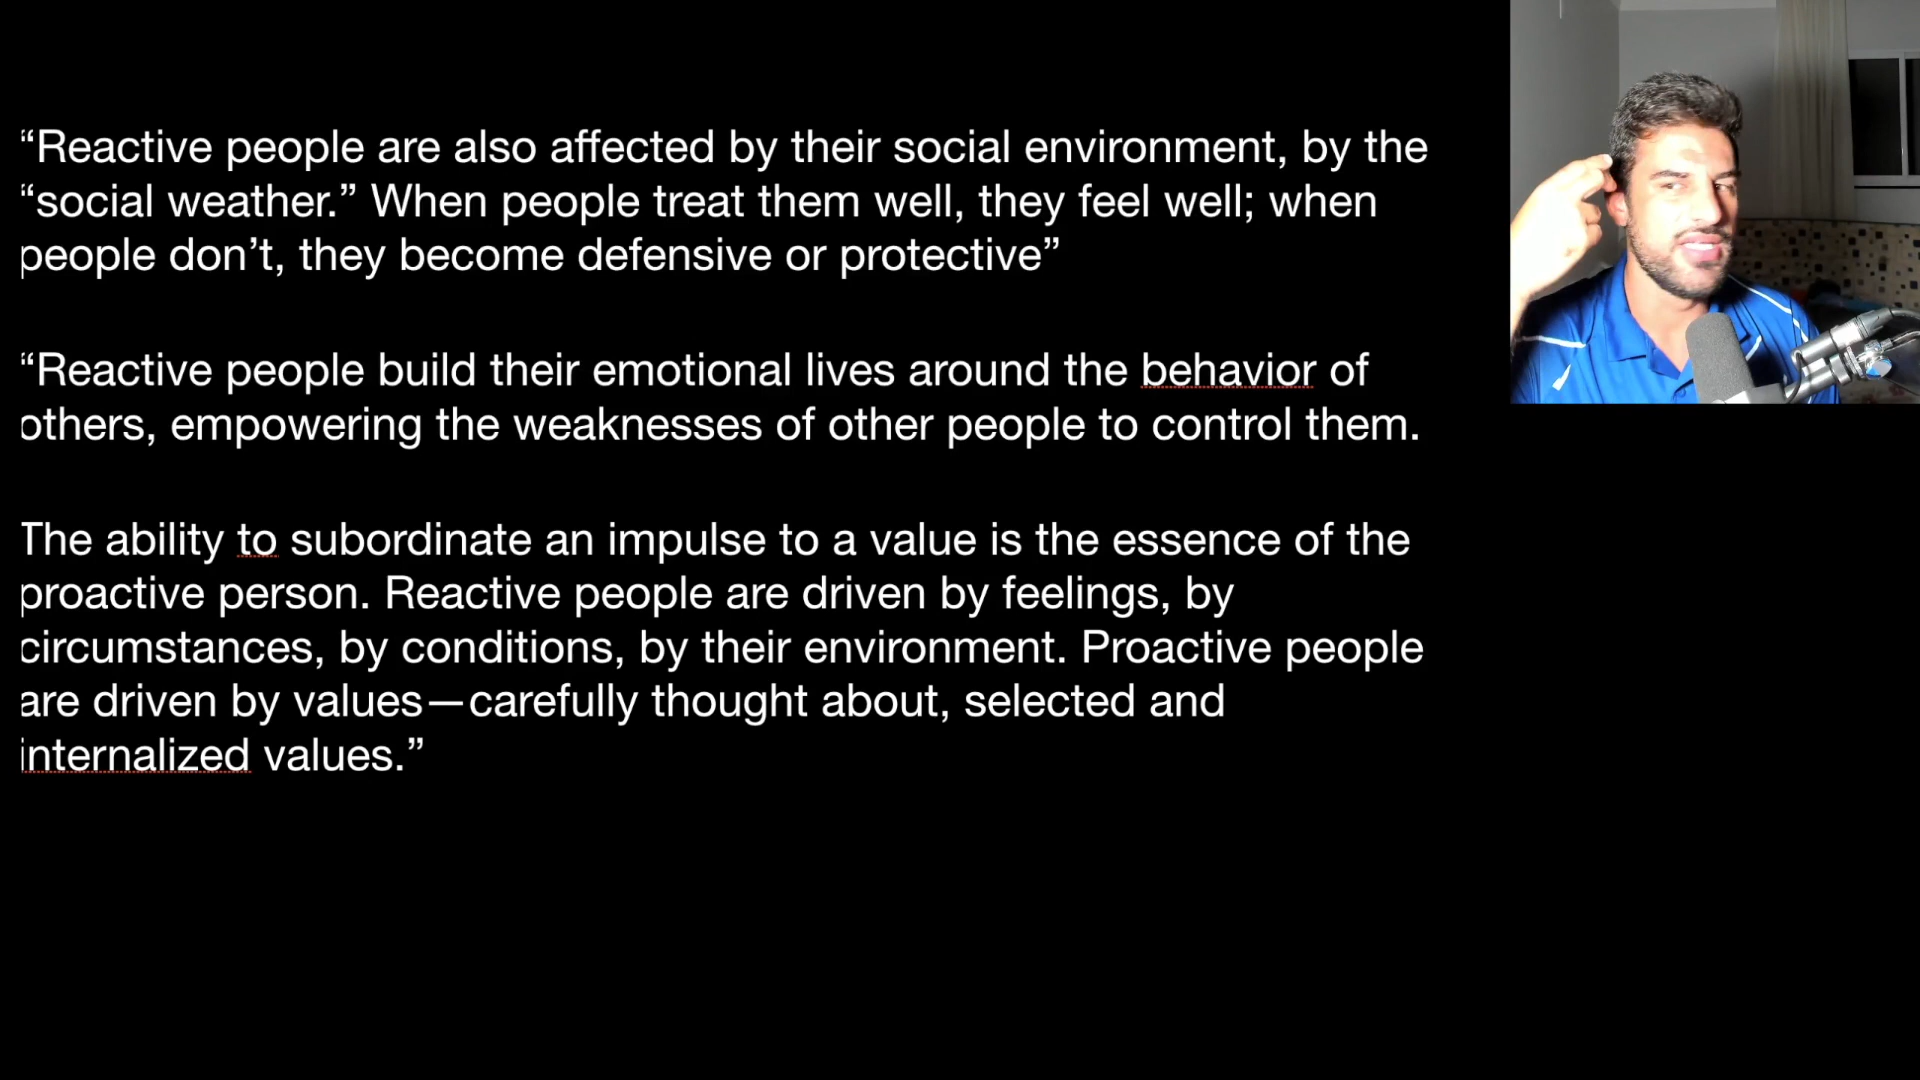 “Reactive people are also affected by their social environment, by the
“social weather.” When people treat them well, they feel well; when
people don’t, they become defensive or protective”
“Reactive people build their emotional lives around the behavior of
others, empowering the weaknesses of other people to control them.
The ability to subordinate an impulse to a value is the essence of the
proactive person. Reactive people are driven by feelings, by
circumstances, by conditions, by their environment. Proactive people
are driven by values—carefully thought about, selected and
internalized values.”